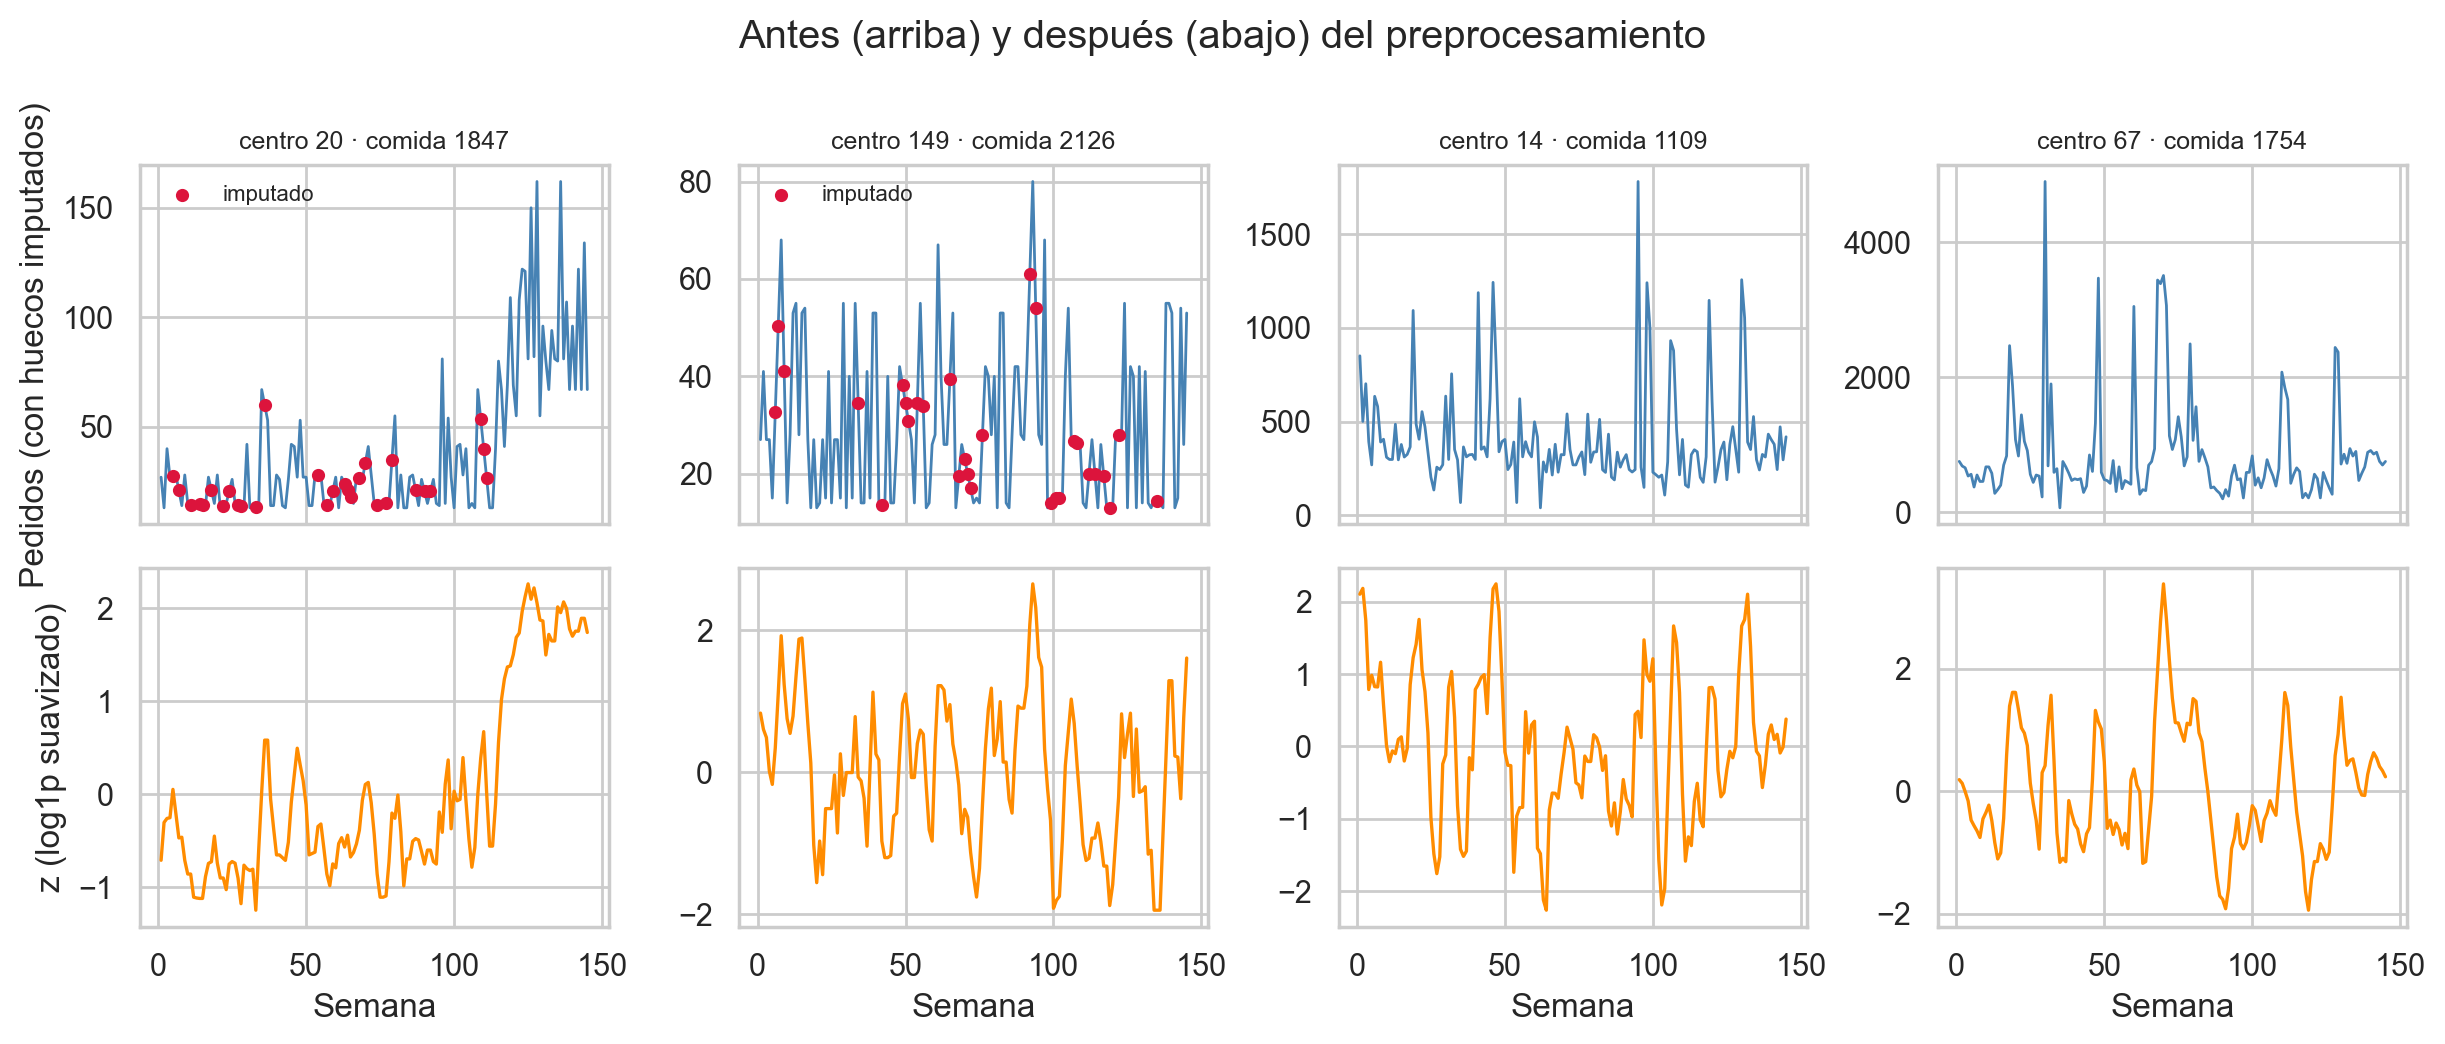 Antes (arriba) y después (abajo) del preprocesamiento
centro 20 · comida 1847
centro 149 · comida 2126
centro 14 · comida 1109
centro 67 · comida 1754
Pedidos (con huecos imputados)
150
100
50
imputado
80
60
40
20
imputado
1500
1000
500
0
4000
2000
0
z (log1p suavizado)
2
1
0
−1
2
0
−2
2
1
0
−1
−2
2
0
−2
0 50 100 150
0 50 100 150
0 50 100 150
0 50 100 150
Semana
Semana
Semana
Semana